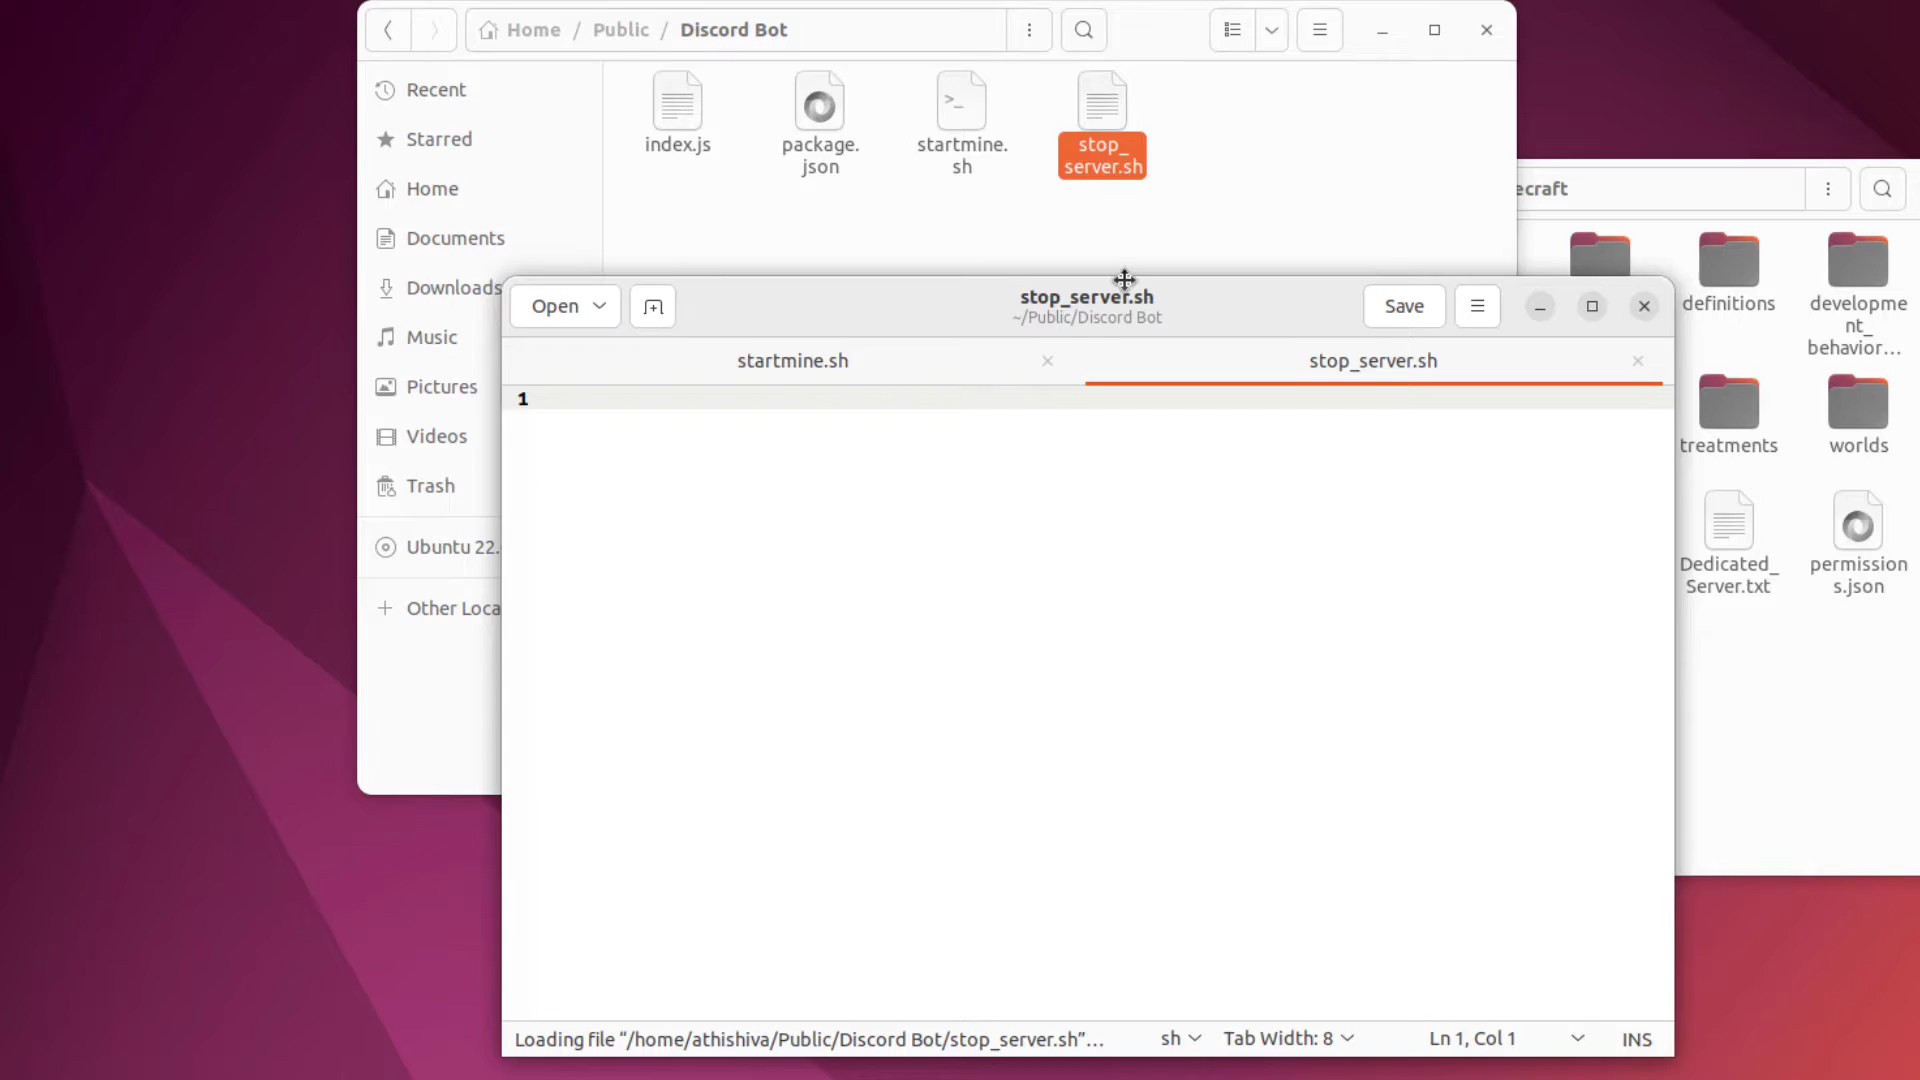 Home / Public / Discord Bot
Recent
Starred
Home
Documents
Downloads
Music
Pictures
Videos
Trash
Ubuntu 22.
+ Other Loca
index.js
package.
json
startmine.
sh
stop_
server.sh
ecraft
definitions
developme
nt_
behavior...
treatments
worlds
Dedicated_
Server.txt
permission
s.json
Open
stop_server.sh
~/Public/Discord Bot
Save
startmine.sh
stop_server.sh
1
Loading file “/home/athishiva/Public/Discord Bot/stop_server.sh”…
sh
Tab Width: 8
Ln 1, Col 1
INS